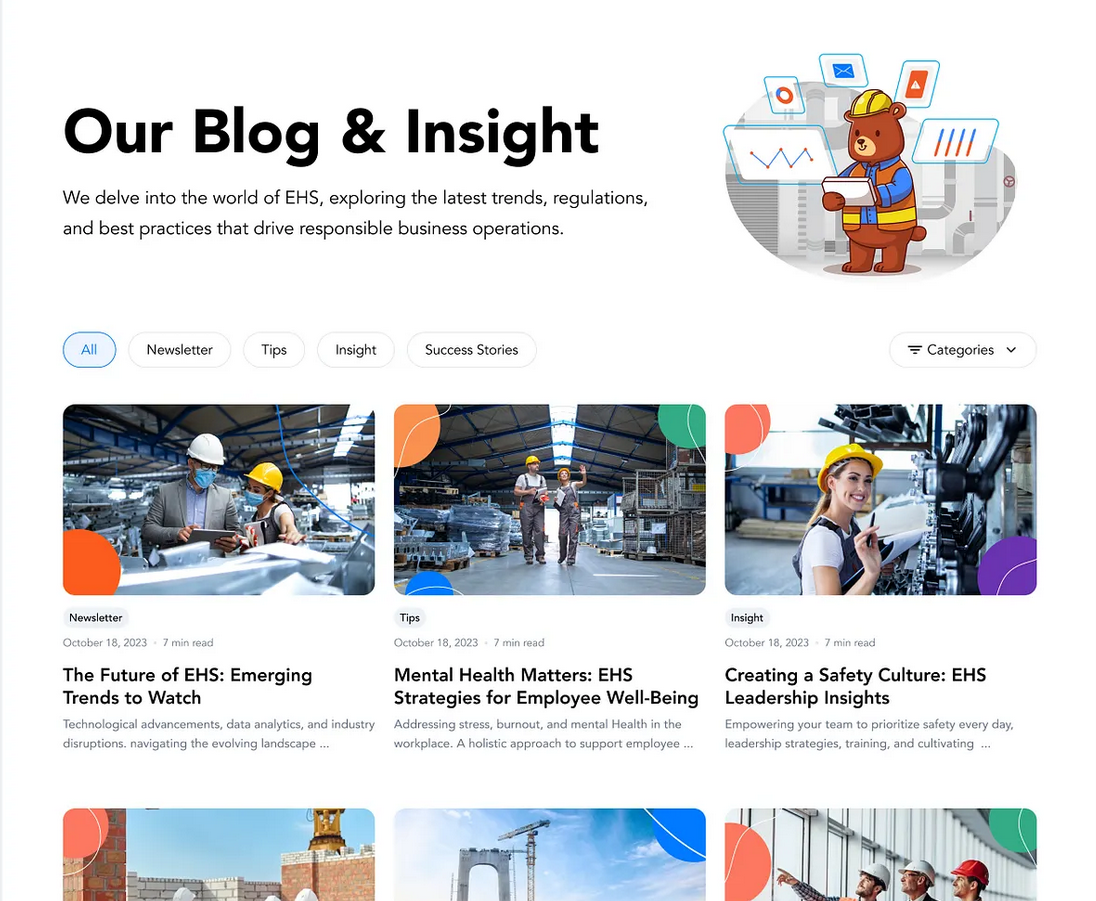 Our Blog & Insight
We delve into the world of EHS, exploring the latest trends, regulations,
and best practices that drive responsible business operations.
All
Newsletter
Tips
Insight
Success Stories
Categories
Newsletter
October 18, 2023 • 7 min read
The Future of EHS: Emerging
Trends to Watch
Technological advancements, data analytics, and industry
disruptions. navigating the evolving landscape ...
Tips
October 18, 2023 • 7 min read
Mental Health Matters: EHS
Strategies for Employee Well-Being
Addressing stress, burnout, and mental Health in the
workplace. A holistic approach to support employee ...
Insight
October 18, 2023 • 7 min read
Creating a Safety Culture: EHS
Leadership Insights
Empowering your team to prioritize safety every day,
leadership strategies, training, and cultivating ...